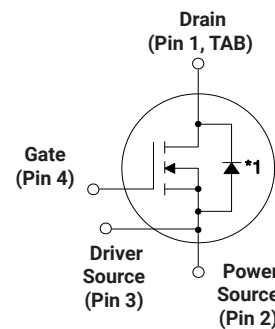 Drain
(Pin 1, TAB)
*1
Gate
(Pin 4)
Driver
Source
(Pin 3)
Power
Source
(Pin 2)